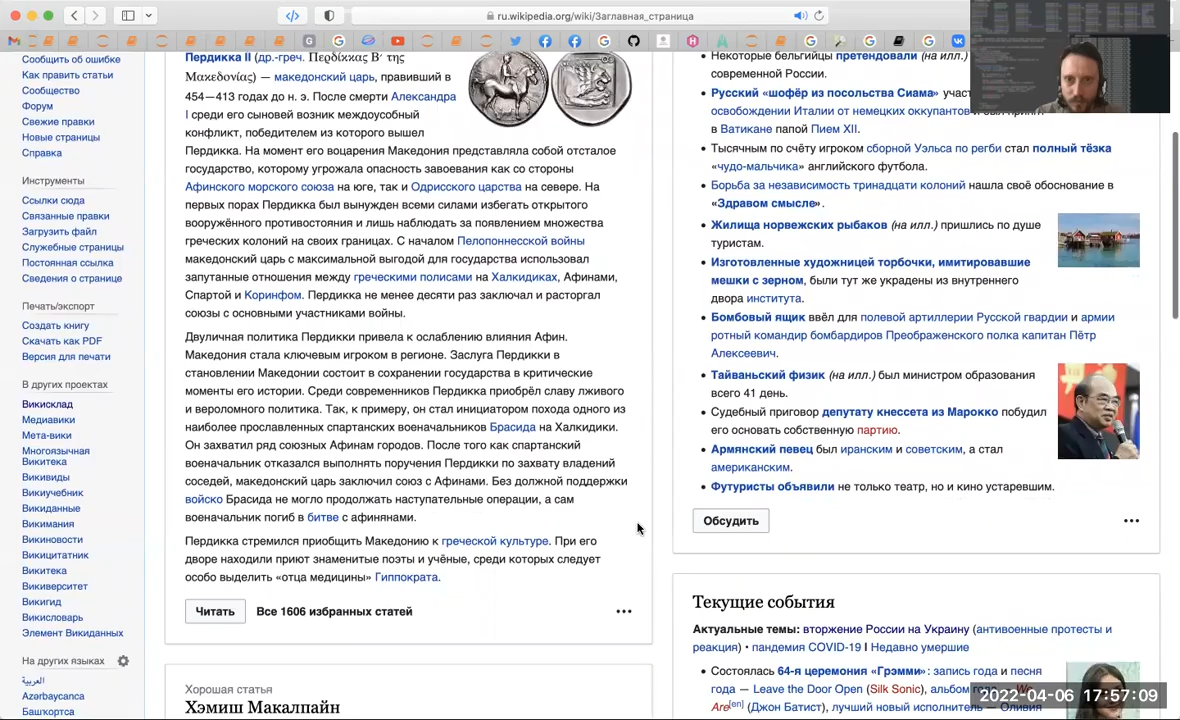 ru.wikipedia.org/wiki/Заглавная_страница
Сообщить об ошибке
Как править статьи
Сообщество
Форум
Свежие правки
Новые страницы
Справка
Инструменты
Ссылки сюда
Связанные правки
Загрузить файл
Служебные страницы
Постоянная ссылка
Сведения о странице
Печать/экспорт
Создать книгу
Скачать как PDF
Версия для печати
В других проектах
Викисклад
Медиавики
Мета-вики
Многоязычная
Викитека
Викивиды
Викиучебник
Викиданные
Викимания
Викиновости
Викицитатник
Викитека
Викиверситет
Викигид
Викисловарь
Элемент Викиданных
На других языках
العربية
Azərbaycanca
Башҡортса
Пердикка II (др.-греч. Περδίκκας Βʹ της
Μακεδονίας) — македонский царь, правивший в
454—413 годах до н. э. После смерти Александра
I среди его сыновей возник междоусобный
конфликт, победителем из которого вышел
Пердикка. На момент его воцарения Македония представляла собой отсталое
государство, которому угрожала опасность завоевания как со стороны
Афинского морского союза на юге, так и Одрисского царства на севере. На
первых порах Пердикка был вынужден всеми силами избегать открытого
вооружённого противостояния и лишь наблюдать за появлением множества
греческих колоний на своих границах. С началом Пелопоннесской войны
македонский царь с максимальной выгодой для государства использовал
запутанные отношения между греческими полисами на Халкидиках, Афинами,
Спартой и Коринфом. Пердикка не менее десяти раз заключал и расторгал
союзы с основными участниками войны.
Двуличная политика Пердикки привела к ослаблению влияния Афин.
Македония стала ключевым игроком в регионе. Заслуга Пердикки в
становлении Македонии состоит в сохранении государства в критические
моменты его истории. Среди современников Пердикка приобрёл славу лживого
и вероломного политика. Так, к примеру, он стал инициатором похода одного из
наиболее прославленных спартанских военачальников Брасида на Халкидики.
Он захватил ряд союзных Афинам городов. После того как спартанский
военачальник отказался выполнять поручения Пердикки по захвату владений
соседей, македонский царь заключил союз с Афинами. Без должной поддержки
войско Брасида не могло продолжать наступательные операции, а сам
военачальник погиб в битве с афинянами.
Пердикка стремился приобщить Македонию к греческой культуре. При его
дворе находили приют знаменитые поэты и учёные, среди которых следует
особо выделить «отца медицины» Гиппократа.
Читать
Все 1606 избранных статей
Хорошая статья
Хэмиш Макалпайн
Некоторые бельгийцы претендовали (на илл.)
современной России.
Русский «шофёр из посольства Сиама»
освобождении Италии от немецких оккупантов
в Ватикане папой Пием XII.
Тысячным по счёту игроком сборной Уэльса по регби стал полный тёзка
«чудо-мальчика» английского футбола.
Борьба за независимость тринадцати колоний нашла своё обоснование в
«Здравом смысле».
Жилища норвежских рыбаков (на илл.) пришлись по душе
туристам.
Изготовленные художницей торбочки, имитировавшие
мешки с зерном, были тут же украдены из внутреннего
двора института.
Бомбовый ящик ввёл для полевой артиллерии Русской гвардии и армии
ротный командир бомбардиров Преображенского полка капитан Пётр
Алексеевич.
Тайваньский физик (на илл.) был министром образования
всего 41 день.
Судебный приговор депутату кнессета из Марокко побудил
его основать собственную партию.
Армянский певец был иранским и советским, а стал
американским.
Футуристы объявили не только театр, но и кино устаревшим.
Обсудить
Текущие события
Актуальные темы: вторжение России на Украину (антивоенные протесты и
реакция) • пандемия COVID-19 I Недавно умершие
Состоялась 64-я церемония «Грэмми»: запись года и песня
года — Leave the Door Open (Silk Sonic), альбом
Are[en] (Джон Батист), лучший новый исполнитель — Оливия
2022-04-06 17:57:09